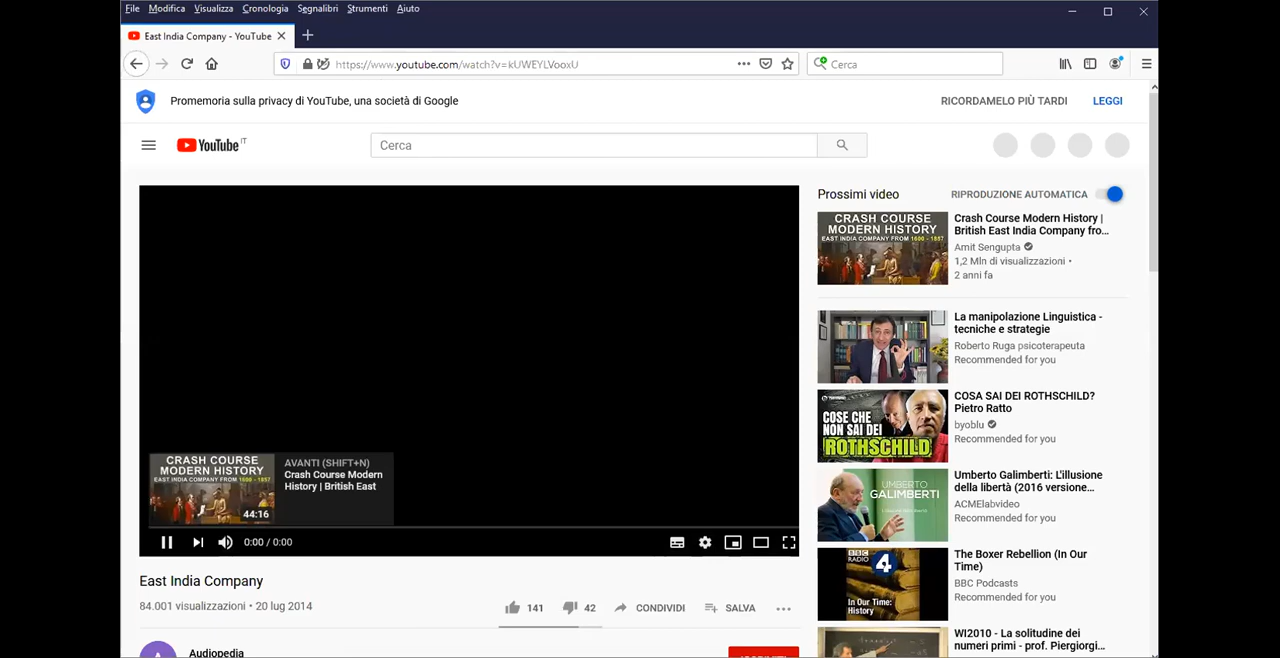 File Modifica Visualizza Cronologia Segnalibri Strumenti Aiuto
East India Company - YouTube
https://www.youtube.com/watch?v=kUWEYLVooxU
Cerca
Promemoria sulla privacy di YouTube, una società di Google
RICORDAMELO PIÙ TARDI
LEGGI
YouTube IT
Cerca
CRASH COURSE
MODERN HISTORY
EAST INDIA COMPANY FROM 1600 - 1857
44:16
AVANTI (SHIFT+N)
Crash Course Modern
History | British East
0:00 / 0:00
East India Company
84.001 visualizzazioni • 20 lug 2014
141
42
CONDIVIDI
SALVA
Audiopedia
Prossimi video
RIPRODUZIONE AUTOMATICA
CRASH COURSE
MODERN HISTORY
EAST INDIA COMPANY FROM 1600 - 1857
Crash Course Modern History |
British East India Company fro...
Amit Sengupta
1,2 Mln di visualizzazioni •
2 anni fa
La manipolazione Linguistica -
tecniche e strategie
Roberto Ruga psicoterapeuta
Recommended for you
COSE CHE
NON SAI DEI
ROTHSCHILD
COSA SAI DEI ROTHSCHILD?
Pietro Ratto
byoblu
Recommended for you
UMBERTO
GALIMBERTI
Umberto Galimberti: L'illusione
della libertà (2016 versione...
ACMElabvideo
Recommended for you
BBC
RADIO
4
In Our Time:
History
The Boxer Rebellion (In Our
Time)
BBC Podcasts
Recommended for you
WI2010 - La solitudine dei
numeri primi - prof. Piergiorgi...